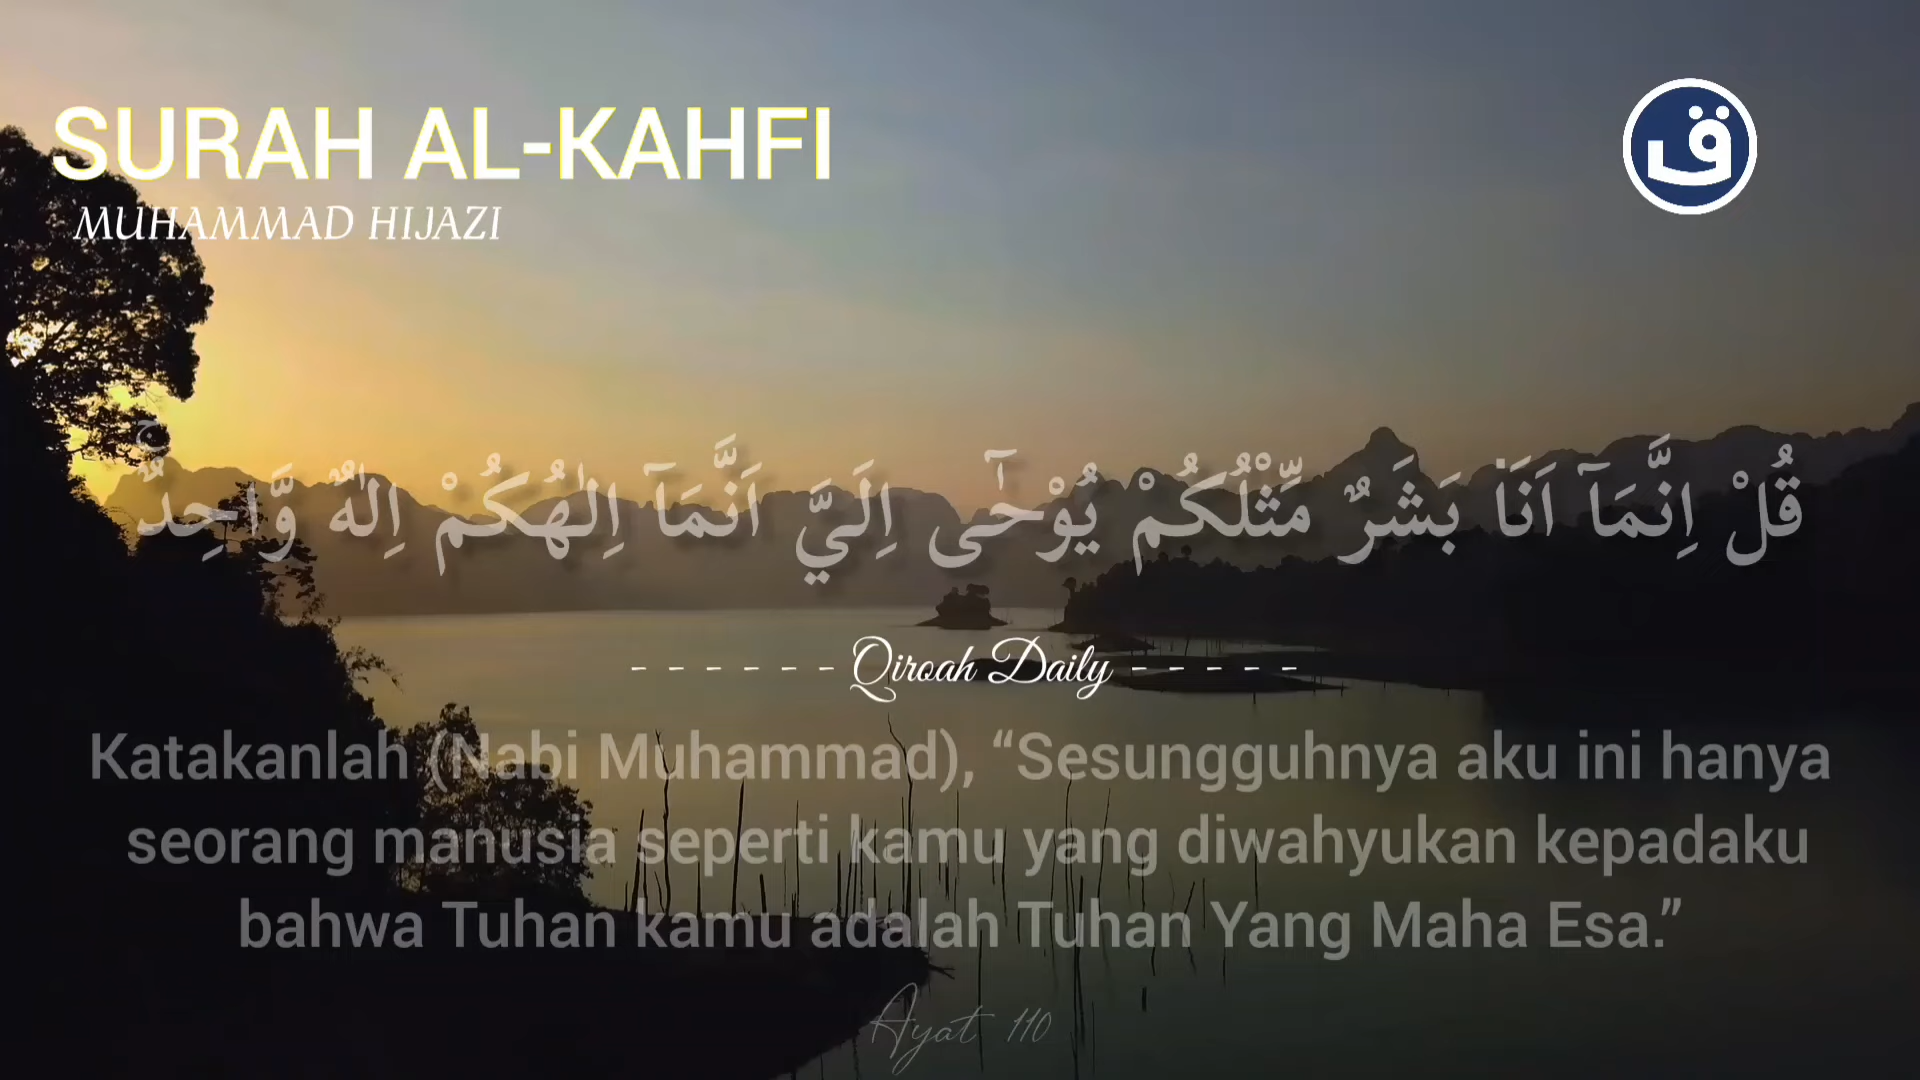 SURAH AL-KAHFI
MUHAMMAD HIJAZI
ق
قُلْ اِنَّمَآ اَنَا۠ بَشَرٌ مِّثْلُكُمْ يُوْحٰٓى اِلَيَّ اَنَّمَآ اِلٰهُكُمْ اِلٰهٌ وَّاحِدٌۚ
- - - - - - Qiroah Daily - - - - -
Katakanlah (Nabi Muhammad), “Sesungguhnya aku ini hanya
seorang manusia seperti kamu yang diwahyukan kepadaku
bahwa Tuhan kamu adalah Tuhan Yang Maha Esa.”
Ayat 110